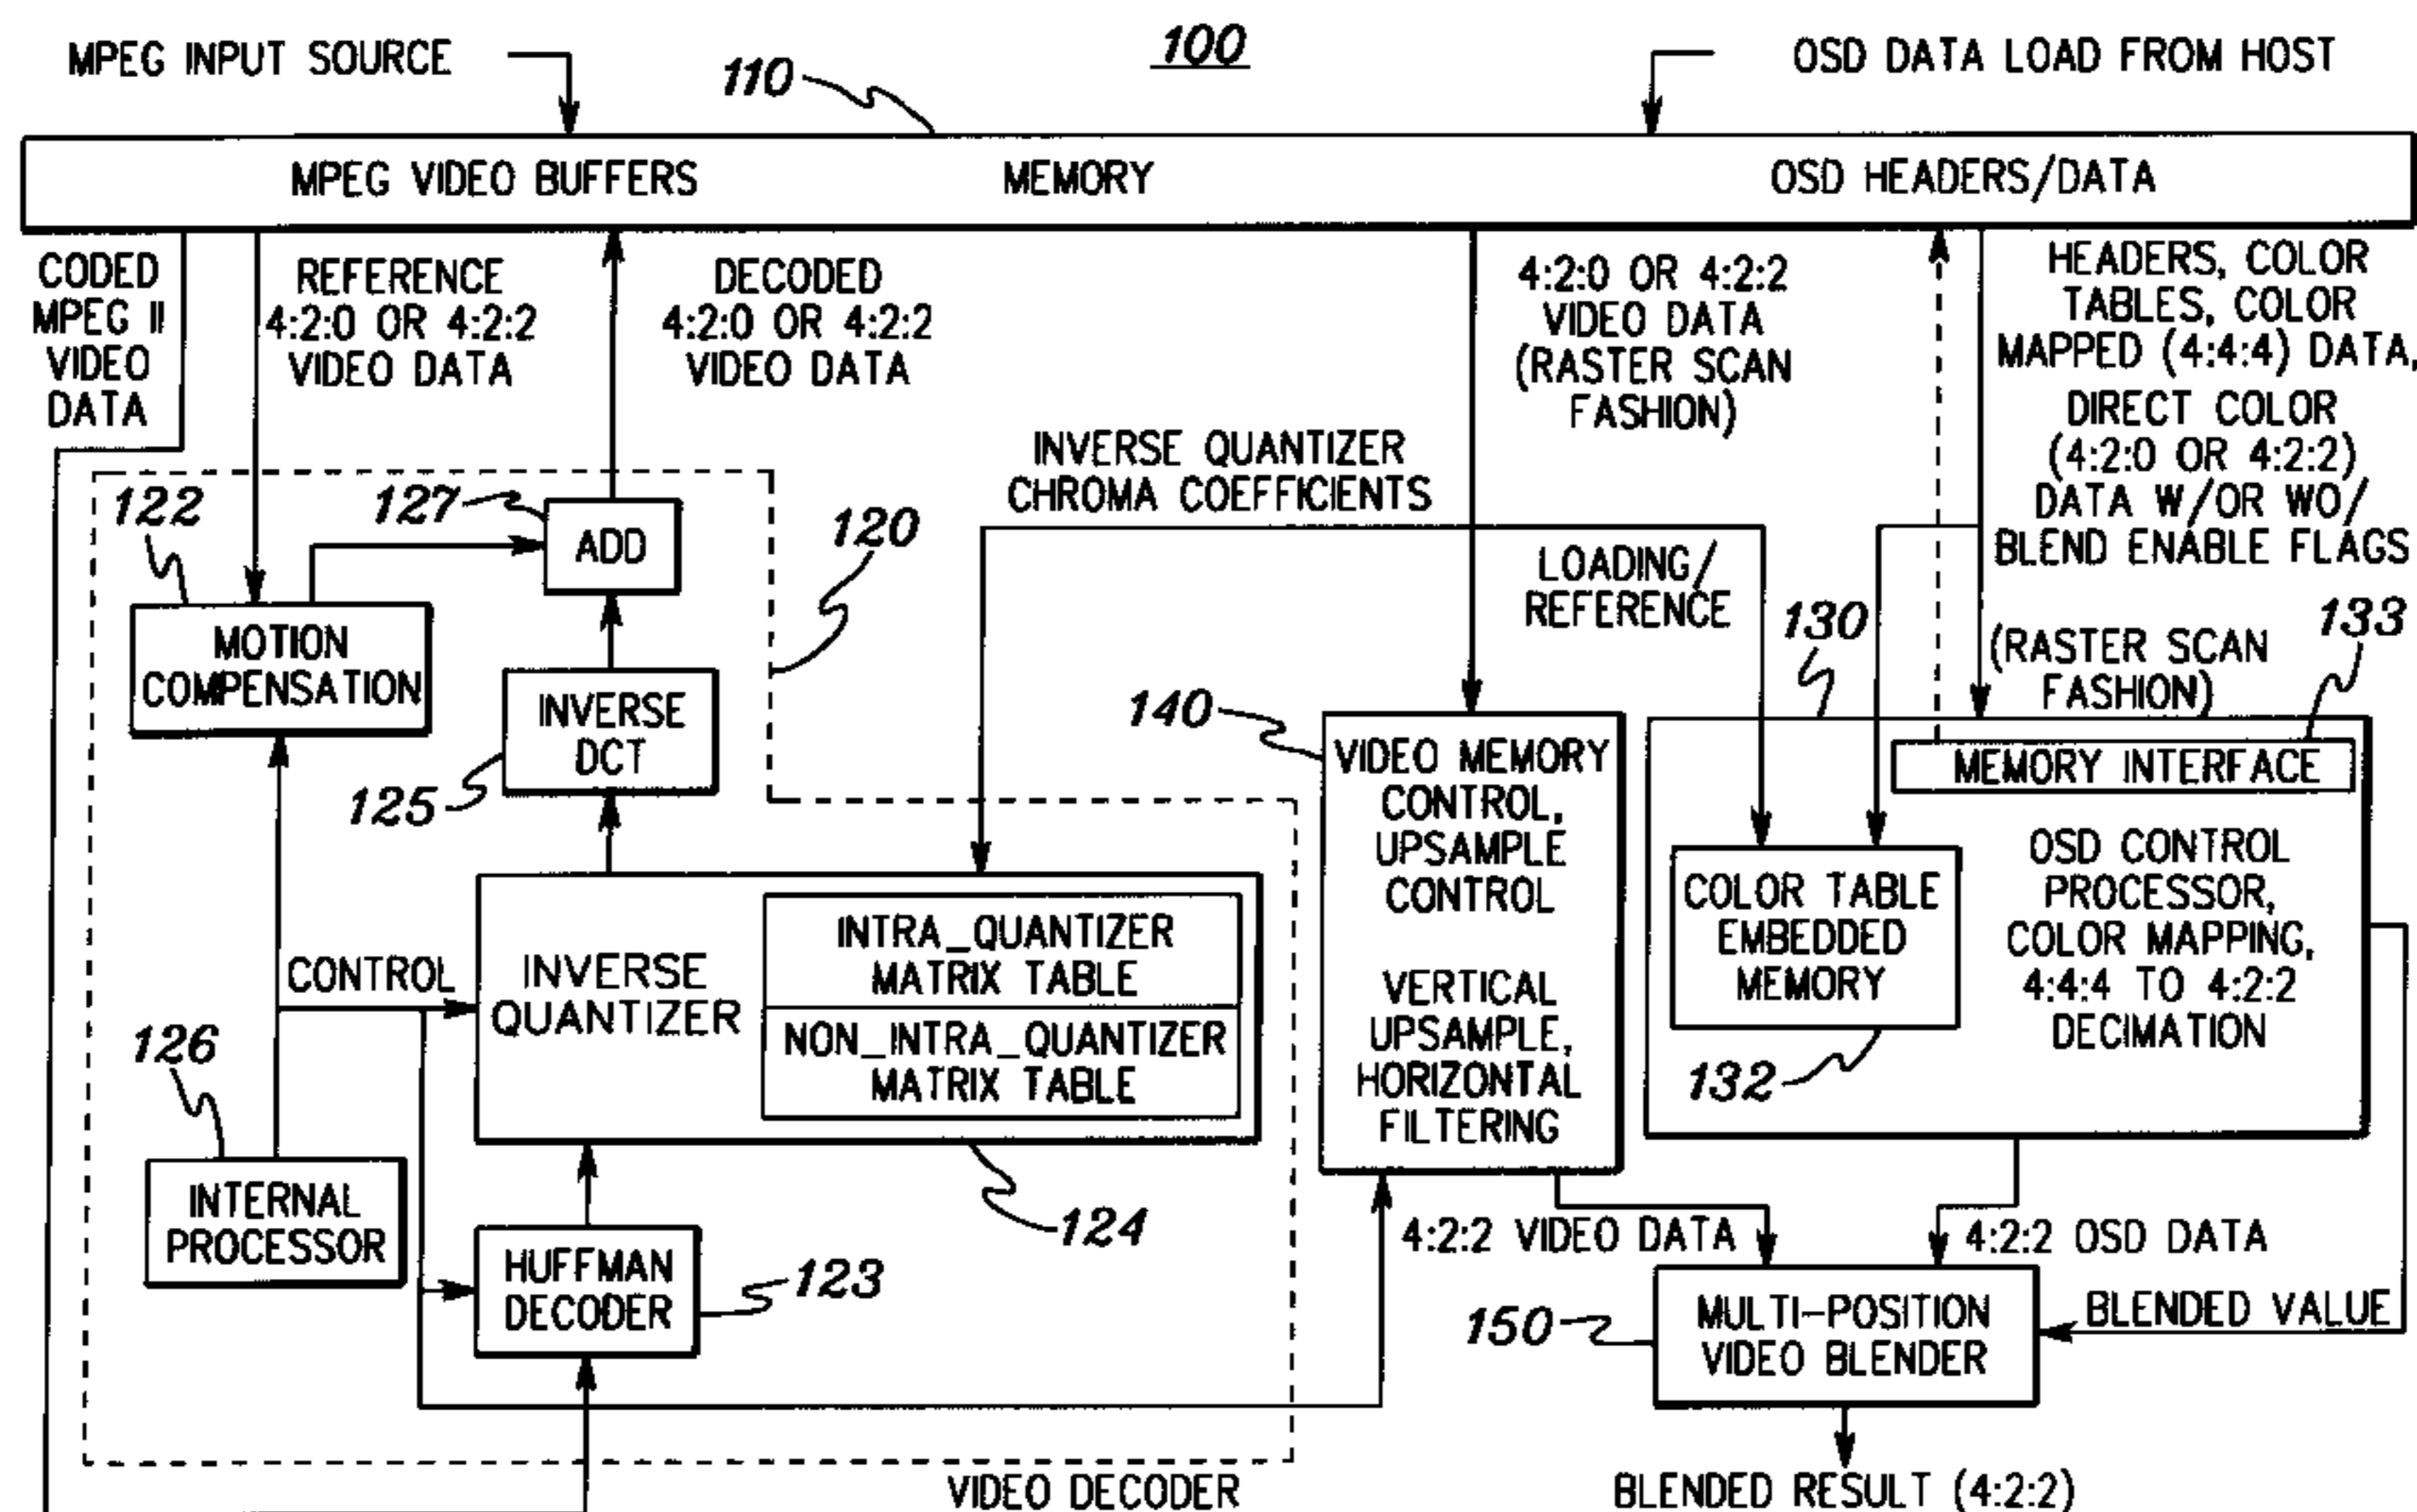 MPEG INPUT SOURCE
100
OSD DATA LOAD FROM HOST
110
MPEG VIDEO BUFFERS
MEMORY
OSD HEADERS/DATA
CODED
MPEG II
VIDEO
DATA
REFERENCE
4:2:0 OR 4:2:2
VIDEO DATA
DECODED
4:2:0 OR 4:2:2
VIDEO DATA
4:2:0 OR 4:2:2
VIDEO DATA
(RASTER SCAN
FASHION)
HEADERS, COLOR
TABLES, COLOR
MAPPED (4:4:4) DATA,
DIRECT COLOR
(4:2:0 OR 4:2:2)
DATA W/OR WO/
BLEND ENABLE FLAGS
(RASTER SCAN
FASHION)
INVERSE QUANTIZER
CHROMA COEFFICIENTS
LOADING/
REFERENCE
122
127
120
ADD
MOTION
COMPENSATION
INVERSE
DCT
125
130
133
140
VIDEO MEMORY
CONTROL,
UPSAMPLE
CONTROL
VERTICAL
UPSAMPLE,
HORIZONTAL
FILTERING
MEMORY INTERFACE
COLOR TABLE
EMBEDDED
MEMORY
132
OSD CONTROL
PROCESSOR,
COLOR MAPPING,
4:4:4 TO 4:2:2
DECIMATION
CONTROL
INVERSE
QUANTIZER
INTRA_QUANTIZER
MATRIX TABLE
NON_INTRA_QUANTIZER
MATRIX TABLE
126
INTERNAL
PROCESSOR
124
HUFFMAN
DECODER
123
4:2:2 VIDEO DATA
4:2:2 OSD DATA
150
MULTI-POSITION
VIDEO BLENDER
BLENDED VALUE
VIDEO DECODER
BLENDED RESULT (4:2:2)